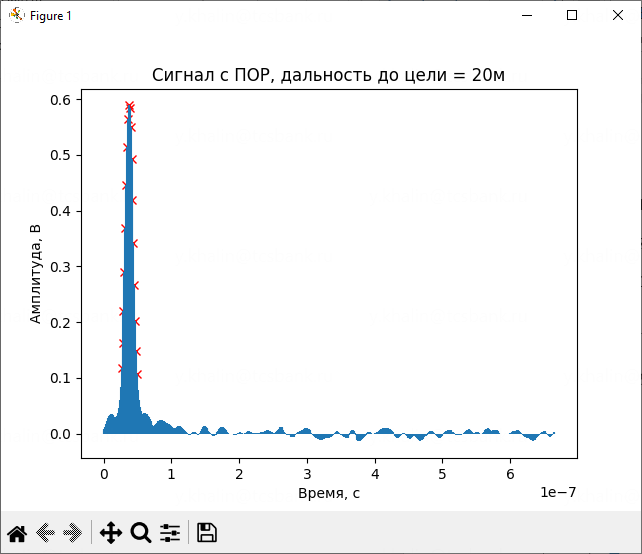 Figure 1
Сигнал с ПОР, дальность до цели = 20м
Амплитуда, В
0.6
0.5
0.4
0.3
0.2
0.1
0.0
0 1 2 3 4 5 6
1e−7
Время, с